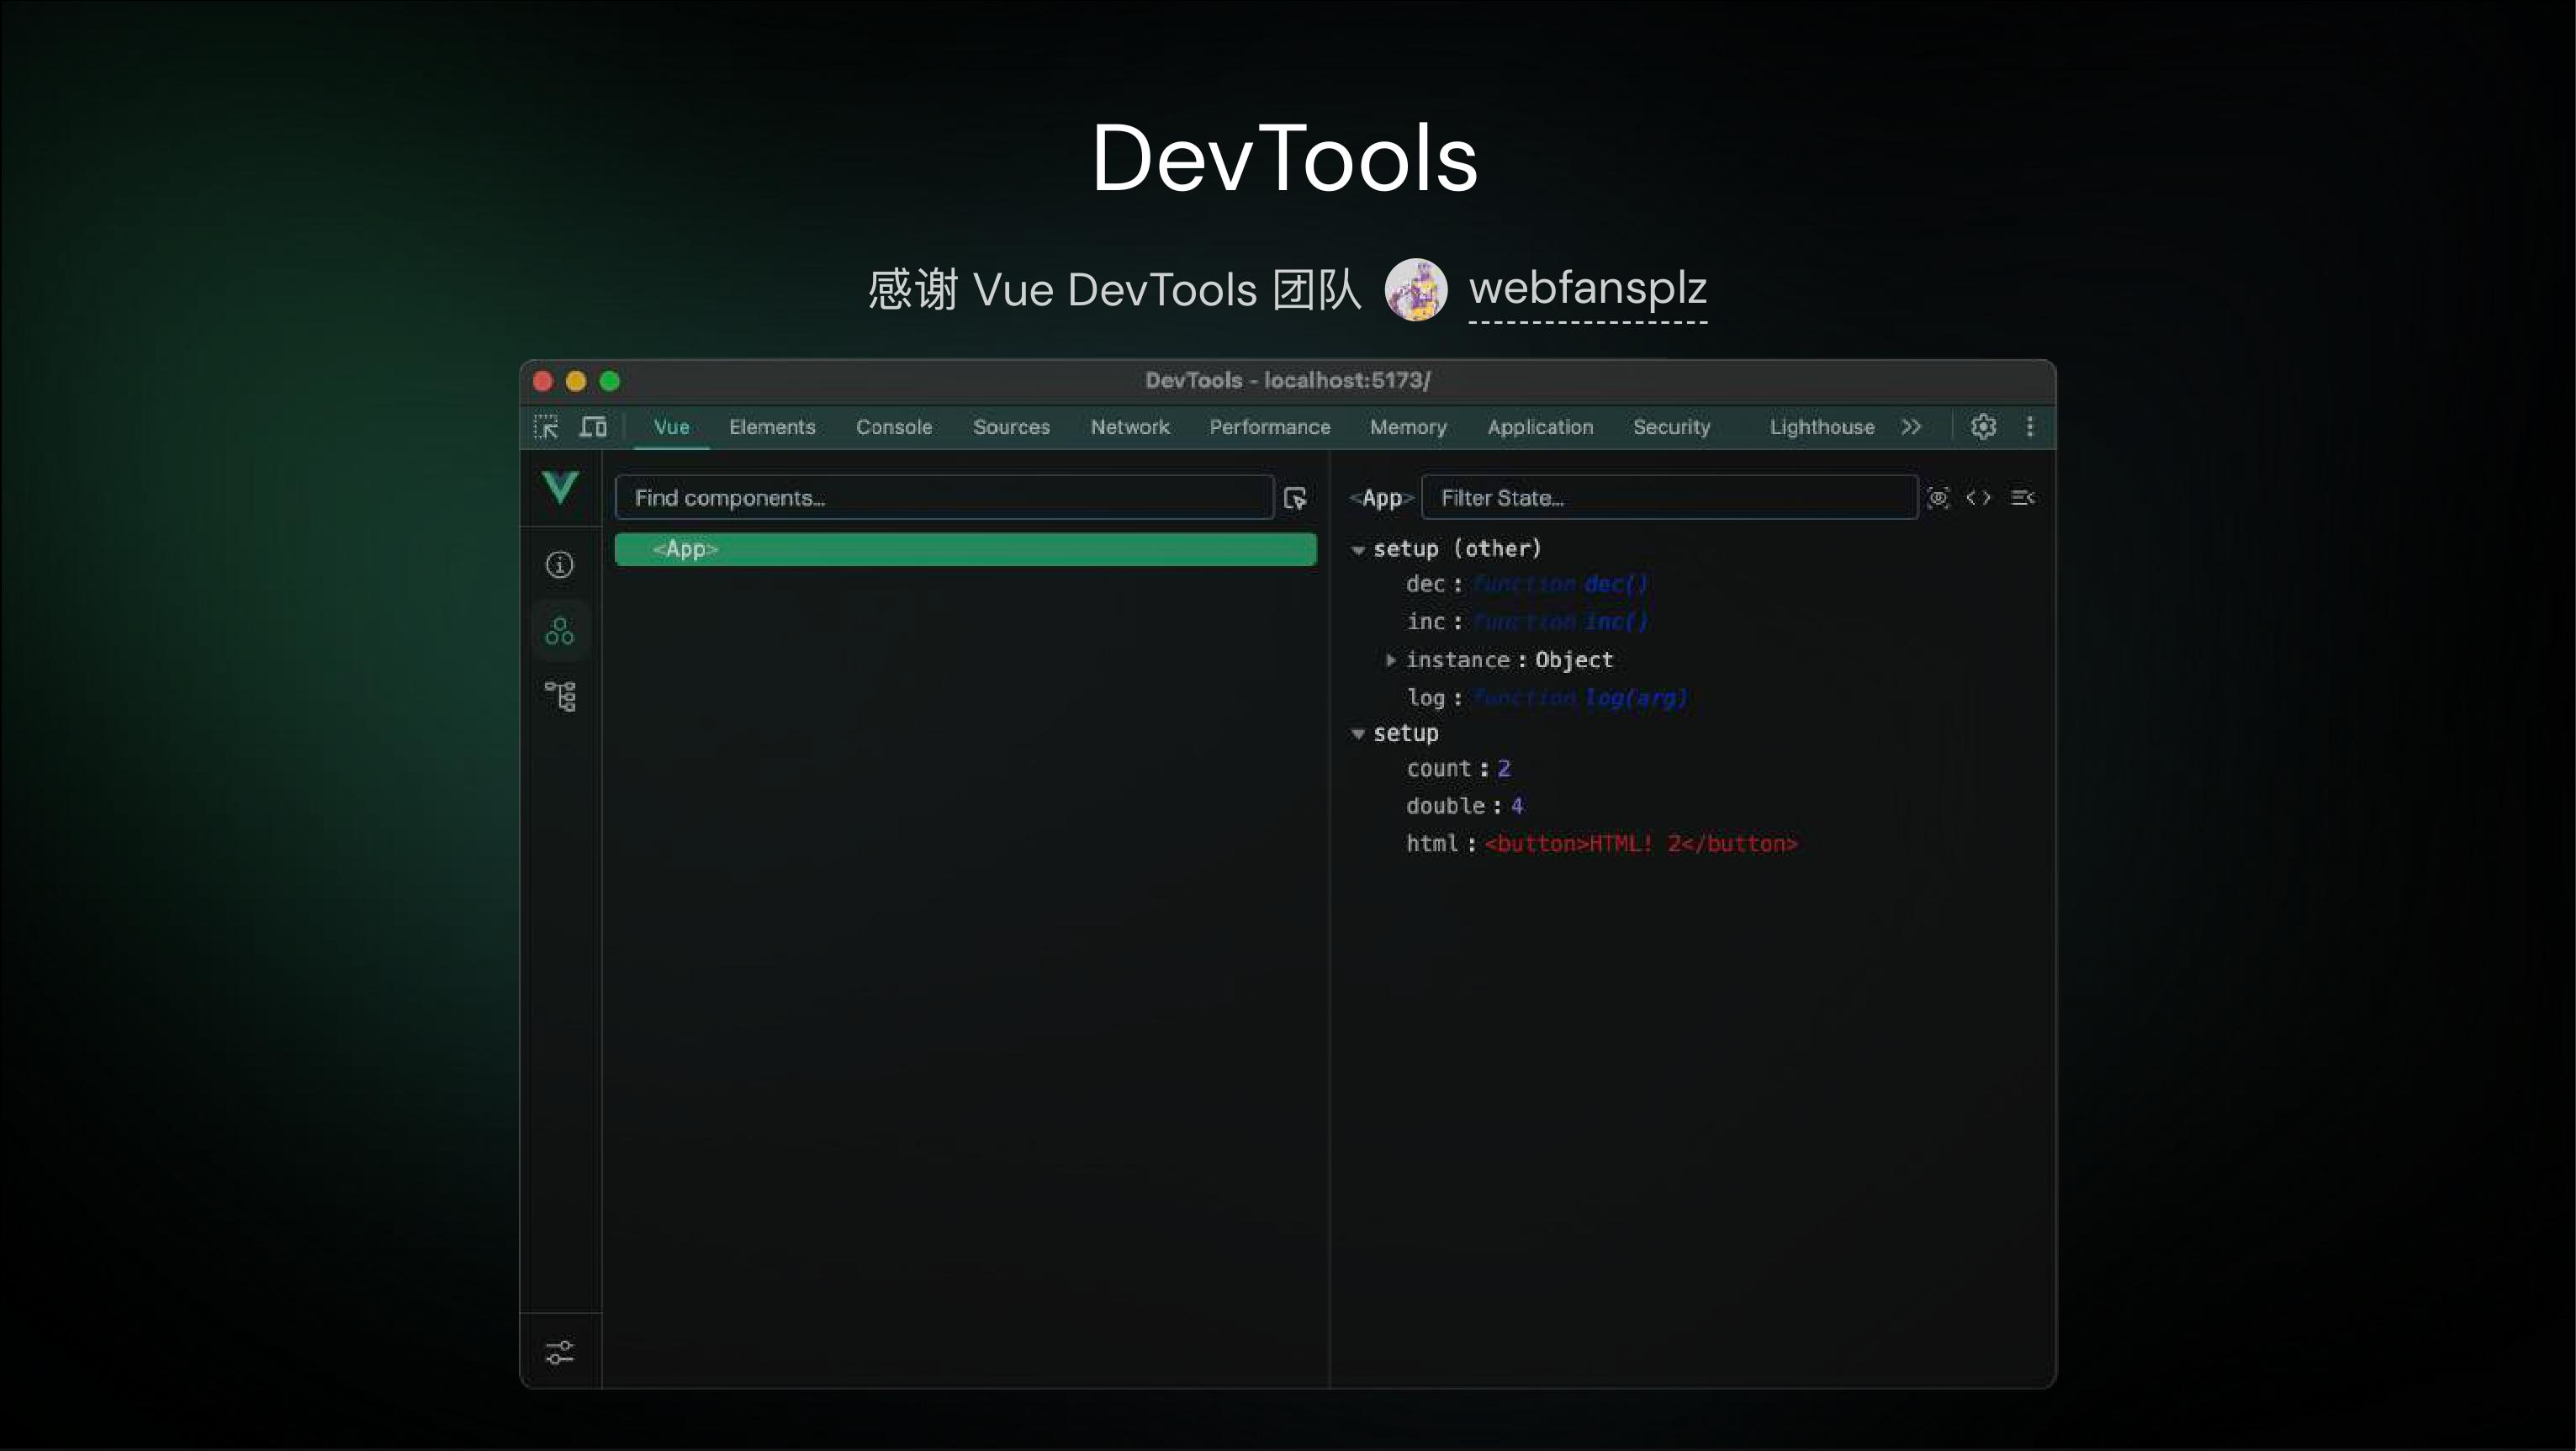 DevTools
感谢 Vue DevTools 团队 webfansplz
DevTools - localhost:5173/
Vue Elements Console Sources Network Performance Memory Application Security Lighthouse
Find components...
<App>
<App> Filter State...
setup (other)
dec : function dec()
inc : function inc()
instance : Object
log : function log(arg)
setup
count : 2
double : 4
html : <button>HTML! 2</button>